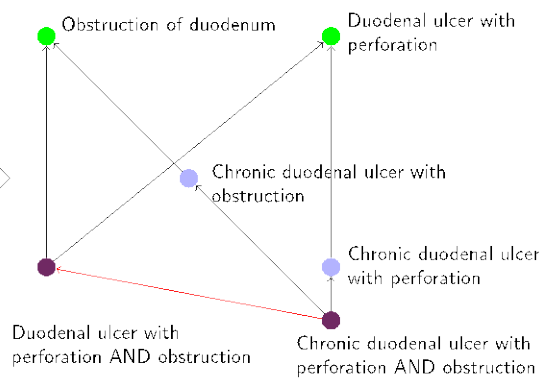 Obstruction of duodenum
Duodenal ulcer with
perforation
Chronic duodenal ulcer with
obstruction
Chronic duodenal ulcer
with perforation
Duodenal ulcer with
perforation AND obstruction
Chronic duodenal ulcer with
perforation AND obstruction